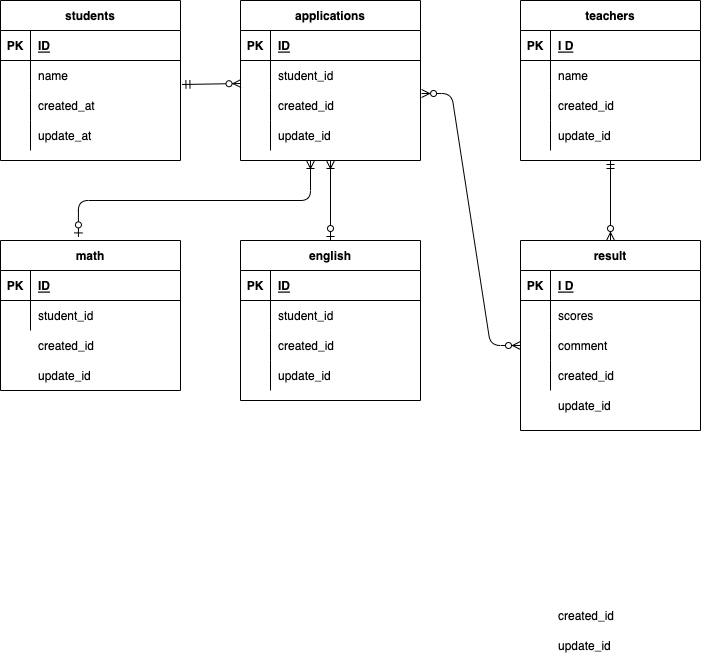 students
PK ID
name
created_at
update_at
applications
PK ID
student_id
created_id
update_id
teachers
PK I D
name
created_id
update_id
math
PK ID
student_id
created_id
update_id
english
PK ID
student_id
created_id
update_id
result
PK I D
scores
comment
created_id
update_id
created_id
update_id